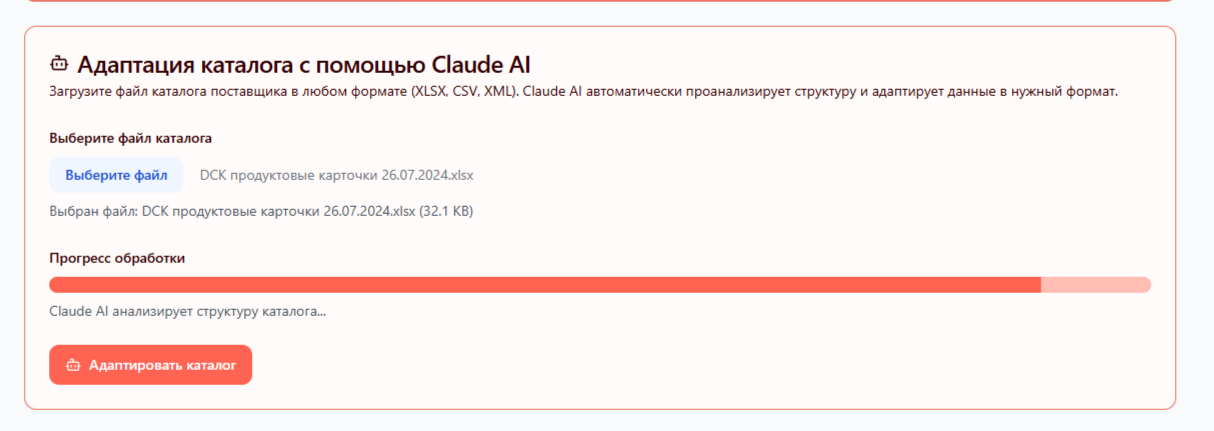 Адаптация каталога с помощью Claude AI
Загрузите файл каталога поставщика в любом формате (XLSX, CSV, XML). Claude AI автоматически проанализирует структуру и адаптирует данные в нужный формат.
Выберите файл каталога
Выберите файл DСК продуктовые карточки 26.07.2024.xlsx
Выбран файл: DСК продуктовые карточки 26.07.2024.xlsx (32.1 KB)
Прогресс обработки
Claude AI анализирует структуру каталога...
Адаптировать каталог